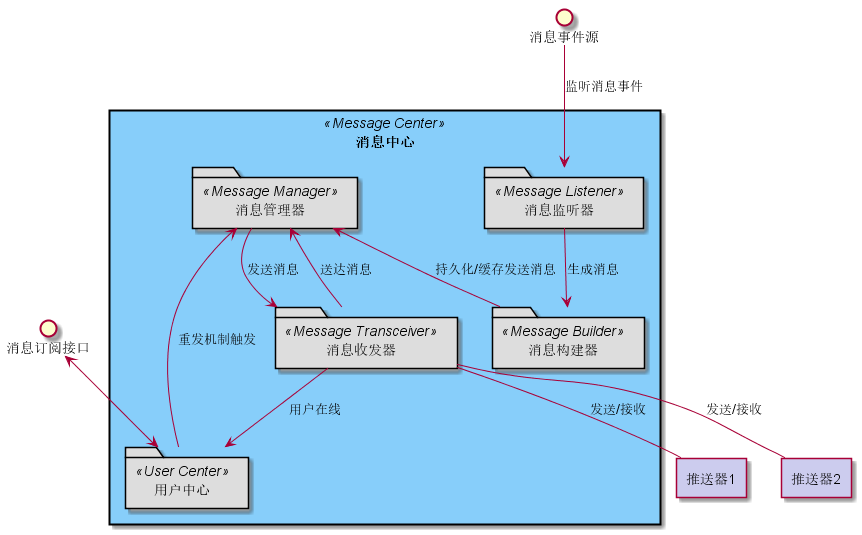 消息事件源
监听消息事件
«Message Center»
消息中心
«Message Manager»
消息管理器
«Message Listener»
消息监听器
发送消息
送达消息
持久化/缓存发送消息
生成消息
«Message Transceiver»
消息收发器
«Message Builder»
消息构建器
消息订阅接口
重发机制触发
用户在线
发送/接收
发送/接收
«User Center»
用户中心
推送器1
推送器2